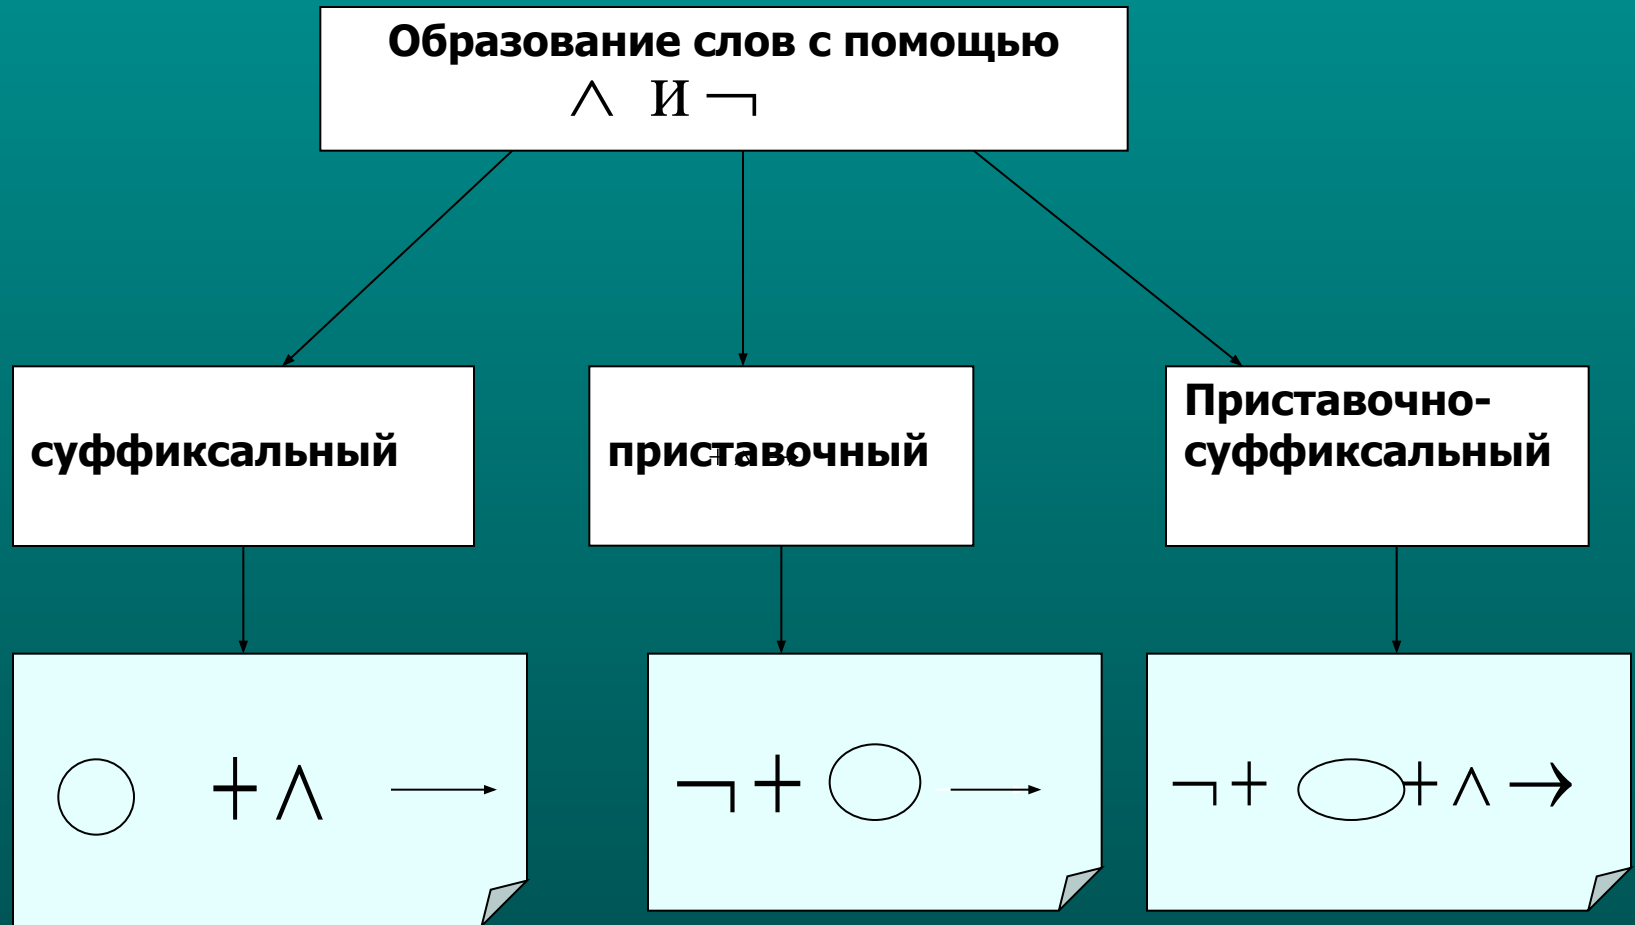 Образование слов с помощью
∧ и ¬
суффиксальный
приставочный
Приставочно-
суффиксальный
+ ∧
¬ +
¬ + + ∧ →